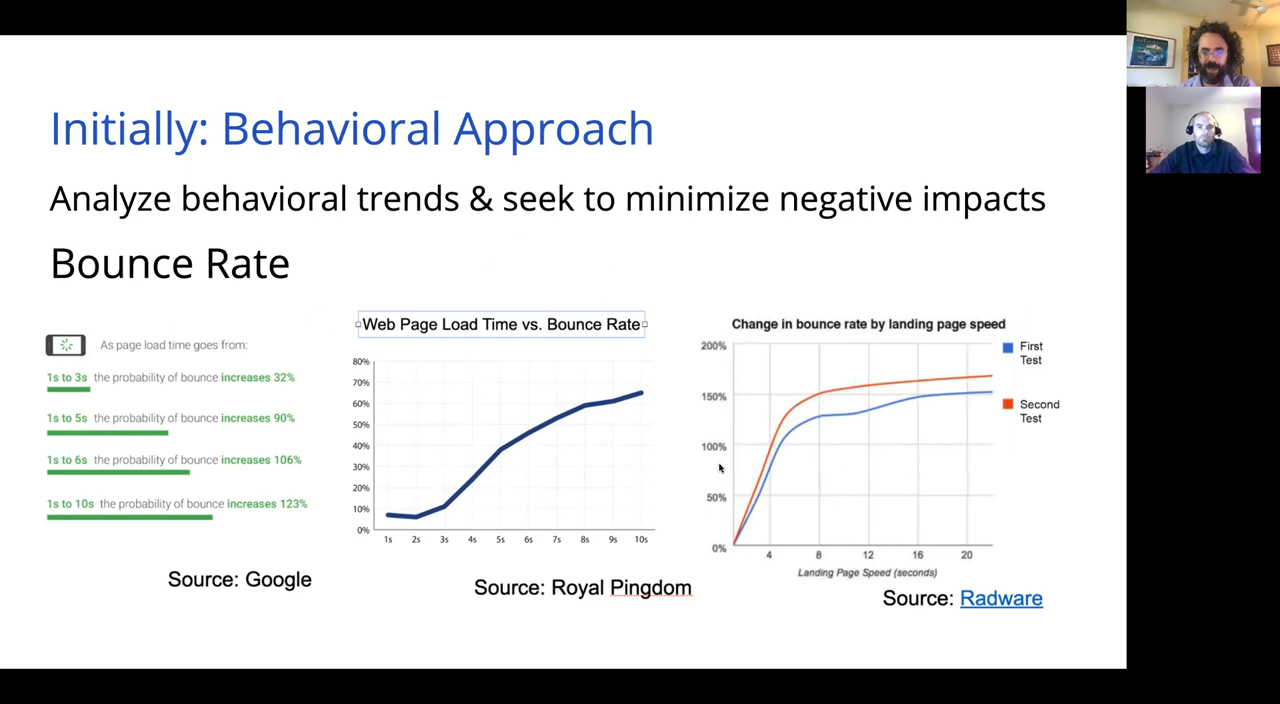 Initially: Behavioral Approach
Analyze behavioral trends & seek to minimize negative impacts
Bounce Rate
As page load time goes from:
1s to 3s the probability of bounce increases 32%
1s to 5s the probability of bounce increases 90%
1s to 6s the probability of bounce increases 106%
1s to 10s the probability of bounce increases 123%
Source: Google
Web Page Load Time vs. Bounce Rate
80%
70%
60%
50%
40%
30%
20%
10%
0%
1s 2s 3s 4s 5s 6s 7s 8s 9s 10s
Source: Royal Pingdom
Change in bounce rate by landing page speed
200%
150%
100%
50%
0%
4 8 12 16 20
Landing Page Speed (seconds)
First
Test
Second
Test
Source: Radware